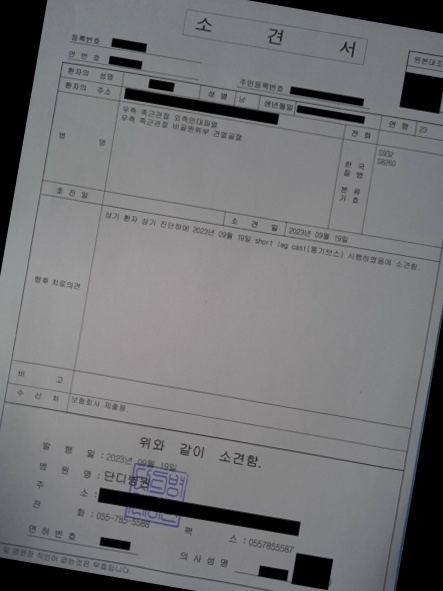 소 견 서
원본대조
등록번호
연 번 호
주민등록번호
환자의 성명
성 별 남 생년월일 연 령 23
환자의 주소
전 화
병 명
우측 족근관절 외측인대파열
우측 족근관절 비골원위부 견열골절
한 국
질 병
분 류
기 호
S932
S8260
초 진 일
소 견 일 2023년 09월 19일
향후 치료의견
상기 환자 상기 진단하에 2023년 09월 19일 short leg cast(통기브스) 시행하였음에 소견함.
비 고
수 신 처 보험회사 제출용.
위와 같이 소견함.
발 행 일 : 2023년 09월 19일
병 원 명 : 단디병원
주 소 :
전 화 : 055-785-5588 팩 스 : 0557855587
면허번호 의사성명
및 병원장 직인이 없는것은 무효입니다.